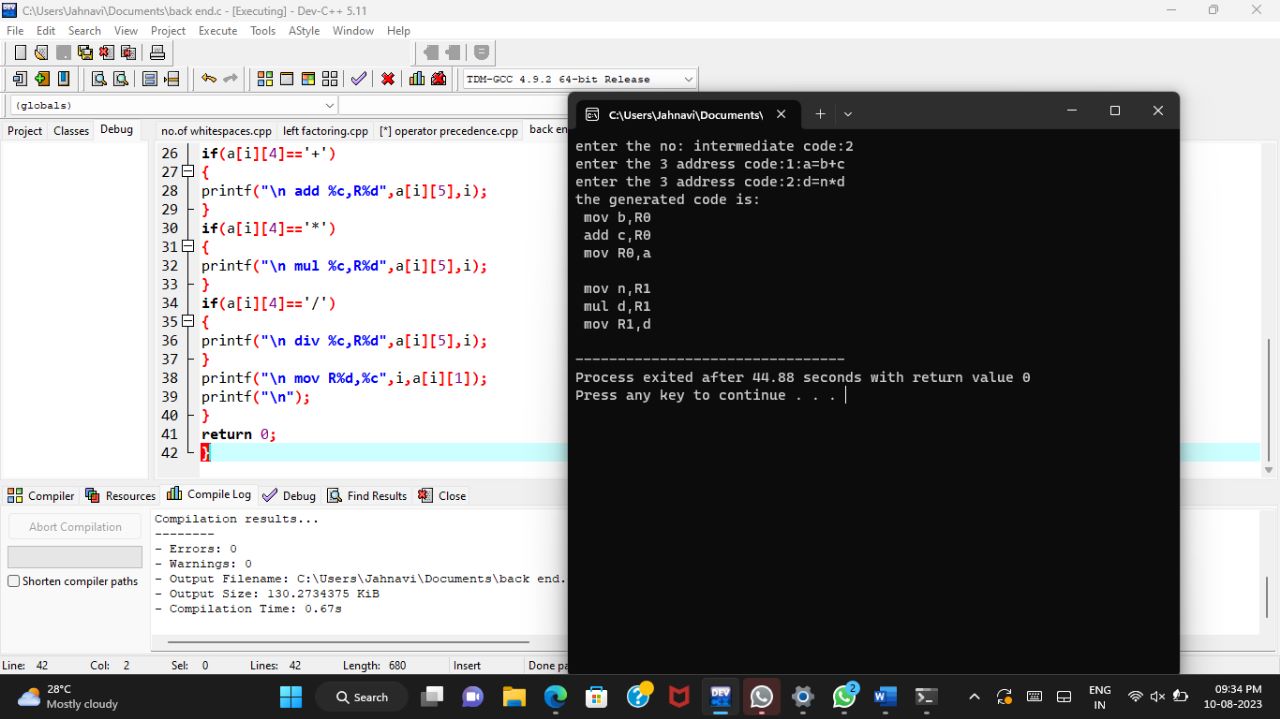 C:\Users\Jahnavi\Documents\back end.c - [Executing] - Dev-C++ 5.11
File Edit Search View Project Execute Tools AStyle Window Help
TDM-GCC 4.9.2 64-bit Release
(globals)
Project Classes Debug
no.of whitespaces.cpp left factoring.cpp [*] operator precedence.cpp back en
26 if(a[i][4]=='+')
27 {
28 printf("\n add %c,R%d",a[i][5],i);
29 }
30 if(a[i][4]=='*')
31 {
32 printf("\n mul %c,R%d",a[i][5],i);
33 }
34 if(a[i][4]=='/')
35 {
36 printf("\n div %c,R%d",a[i][5],i);
37 }
38 printf("\n mov R%d,%c",i,a[i][1]);
39 printf("\n");
40 }
41 return 0;
42 }
C:\Users\Jahnavi\Documents\
enter the no: intermediate code:2
enter the 3 address code:1:a=b+c
enter the 3 address code:2:d=n*d
the generated code is:
mov b,R0
add c,R0
mov R0,a
mov n,R1
mul d,R1
mov R1,d
--------------------------------
Process exited after 44.88 seconds with return value 0
Press any key to continue . . .
Compiler Resources Compile Log Debug Find Results Close
Abort Compilation
Shorten compiler paths
Compilation results...
--------
- Errors: 0
- Warnings: 0
- Output Filename: C:\Users\Jahnavi\Documents\back end.
- Output Size: 130.2734375 KiB
- Compilation Time: 0.67s
Line: 42 Col: 2 Sel: 0 Lines: 42 Length: 680 Insert Done pa
28°C
Mostly cloudy
Search
DEV
2
ENG
IN
09:34 PM
10-08-2023